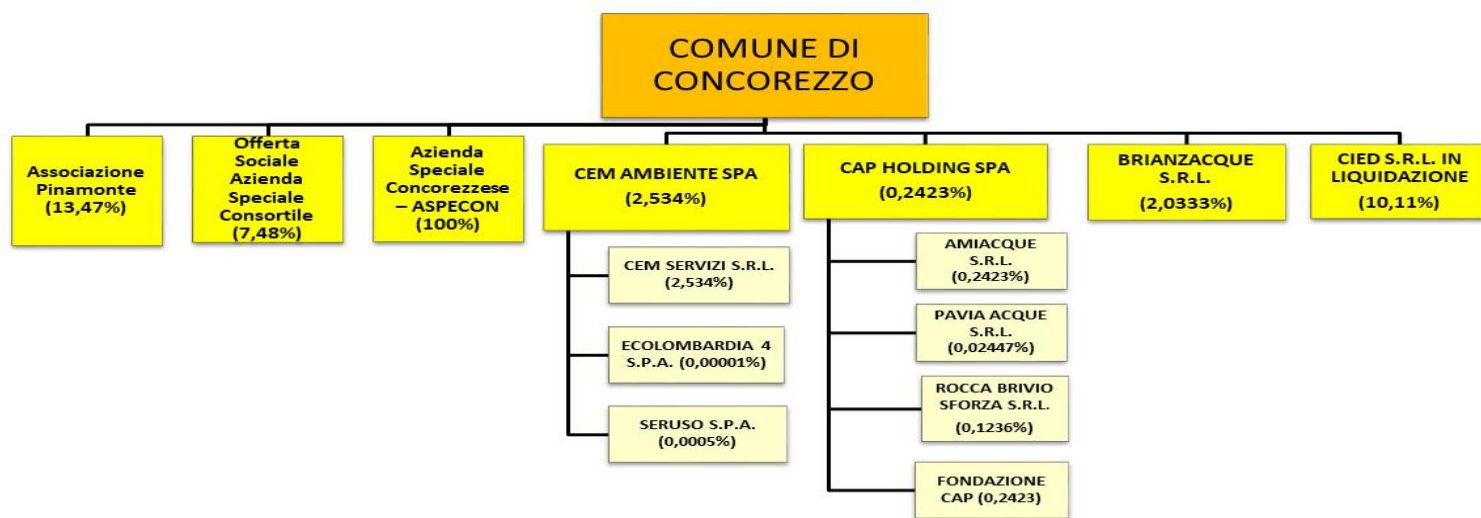 COMUNE DI
CONCOREZZO
Associazione
Pinamonte
(13,47%)
Offerta
Sociale
Azienda
Speciale
Consortile
(7,48%)
Azienda
Speciale
Concorezzese
– ASPECON
(100%)
CEM AMBIENTE SPA
(2,534%)
CAP HOLDING SPA
(0,2423%)
BRIANZACQUE
S.R.L.
(2,0333%)
CIED S.R.L. IN
LIQUIDAZIONE
(10,11%)
CEM SERVIZI S.R.L.
(2,534%)
ECOLOMBARDIA 4
S.P.A. (0,00001%)
SERUSO S.P.A.
(0,0005%)
AMIACQUE
S.R.L.
(0,2423%)
PAVIA ACQUE
S.R.L.
(0,02447%)
ROCCA BRIVIO
SFORZA S.R.L.
(0,1236%)
FONDAZIONE
CAP (0,2423)